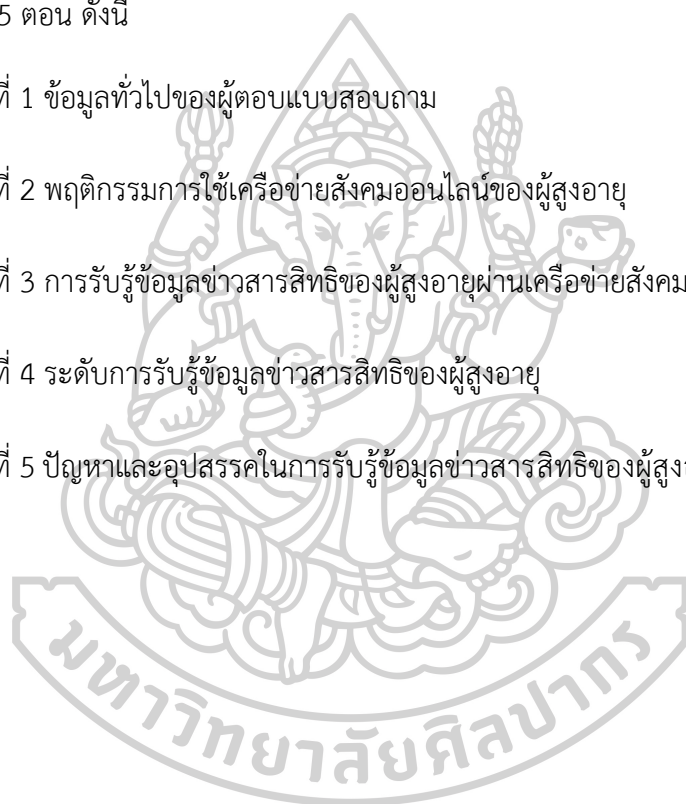 5 ตอน ดังนี้
ที่ 1 ข้อมูลทั่วไปของผู้ตอบแบบสอบถาม
ที่ 2 พฤติกรรมการใช้เครือข่ายสังคมออนไลน์ของผู้สูงอายุ
ที่ 3 การรับรู้ข้อมูลข่าวสารสิทธิของผู้สูงอายุผ่านเครือข่ายสังคม
ที่ 4 ระดับการรับรู้ข้อมูลข่าวสารสิทธิของผู้สูงอายุ
ที่ 5 ปัญหาและอุปสรรคในการรับรู้ข้อมูลข่าวสารสิทธิของผู้สูง
มหาวิทยาลัยศิลปากร